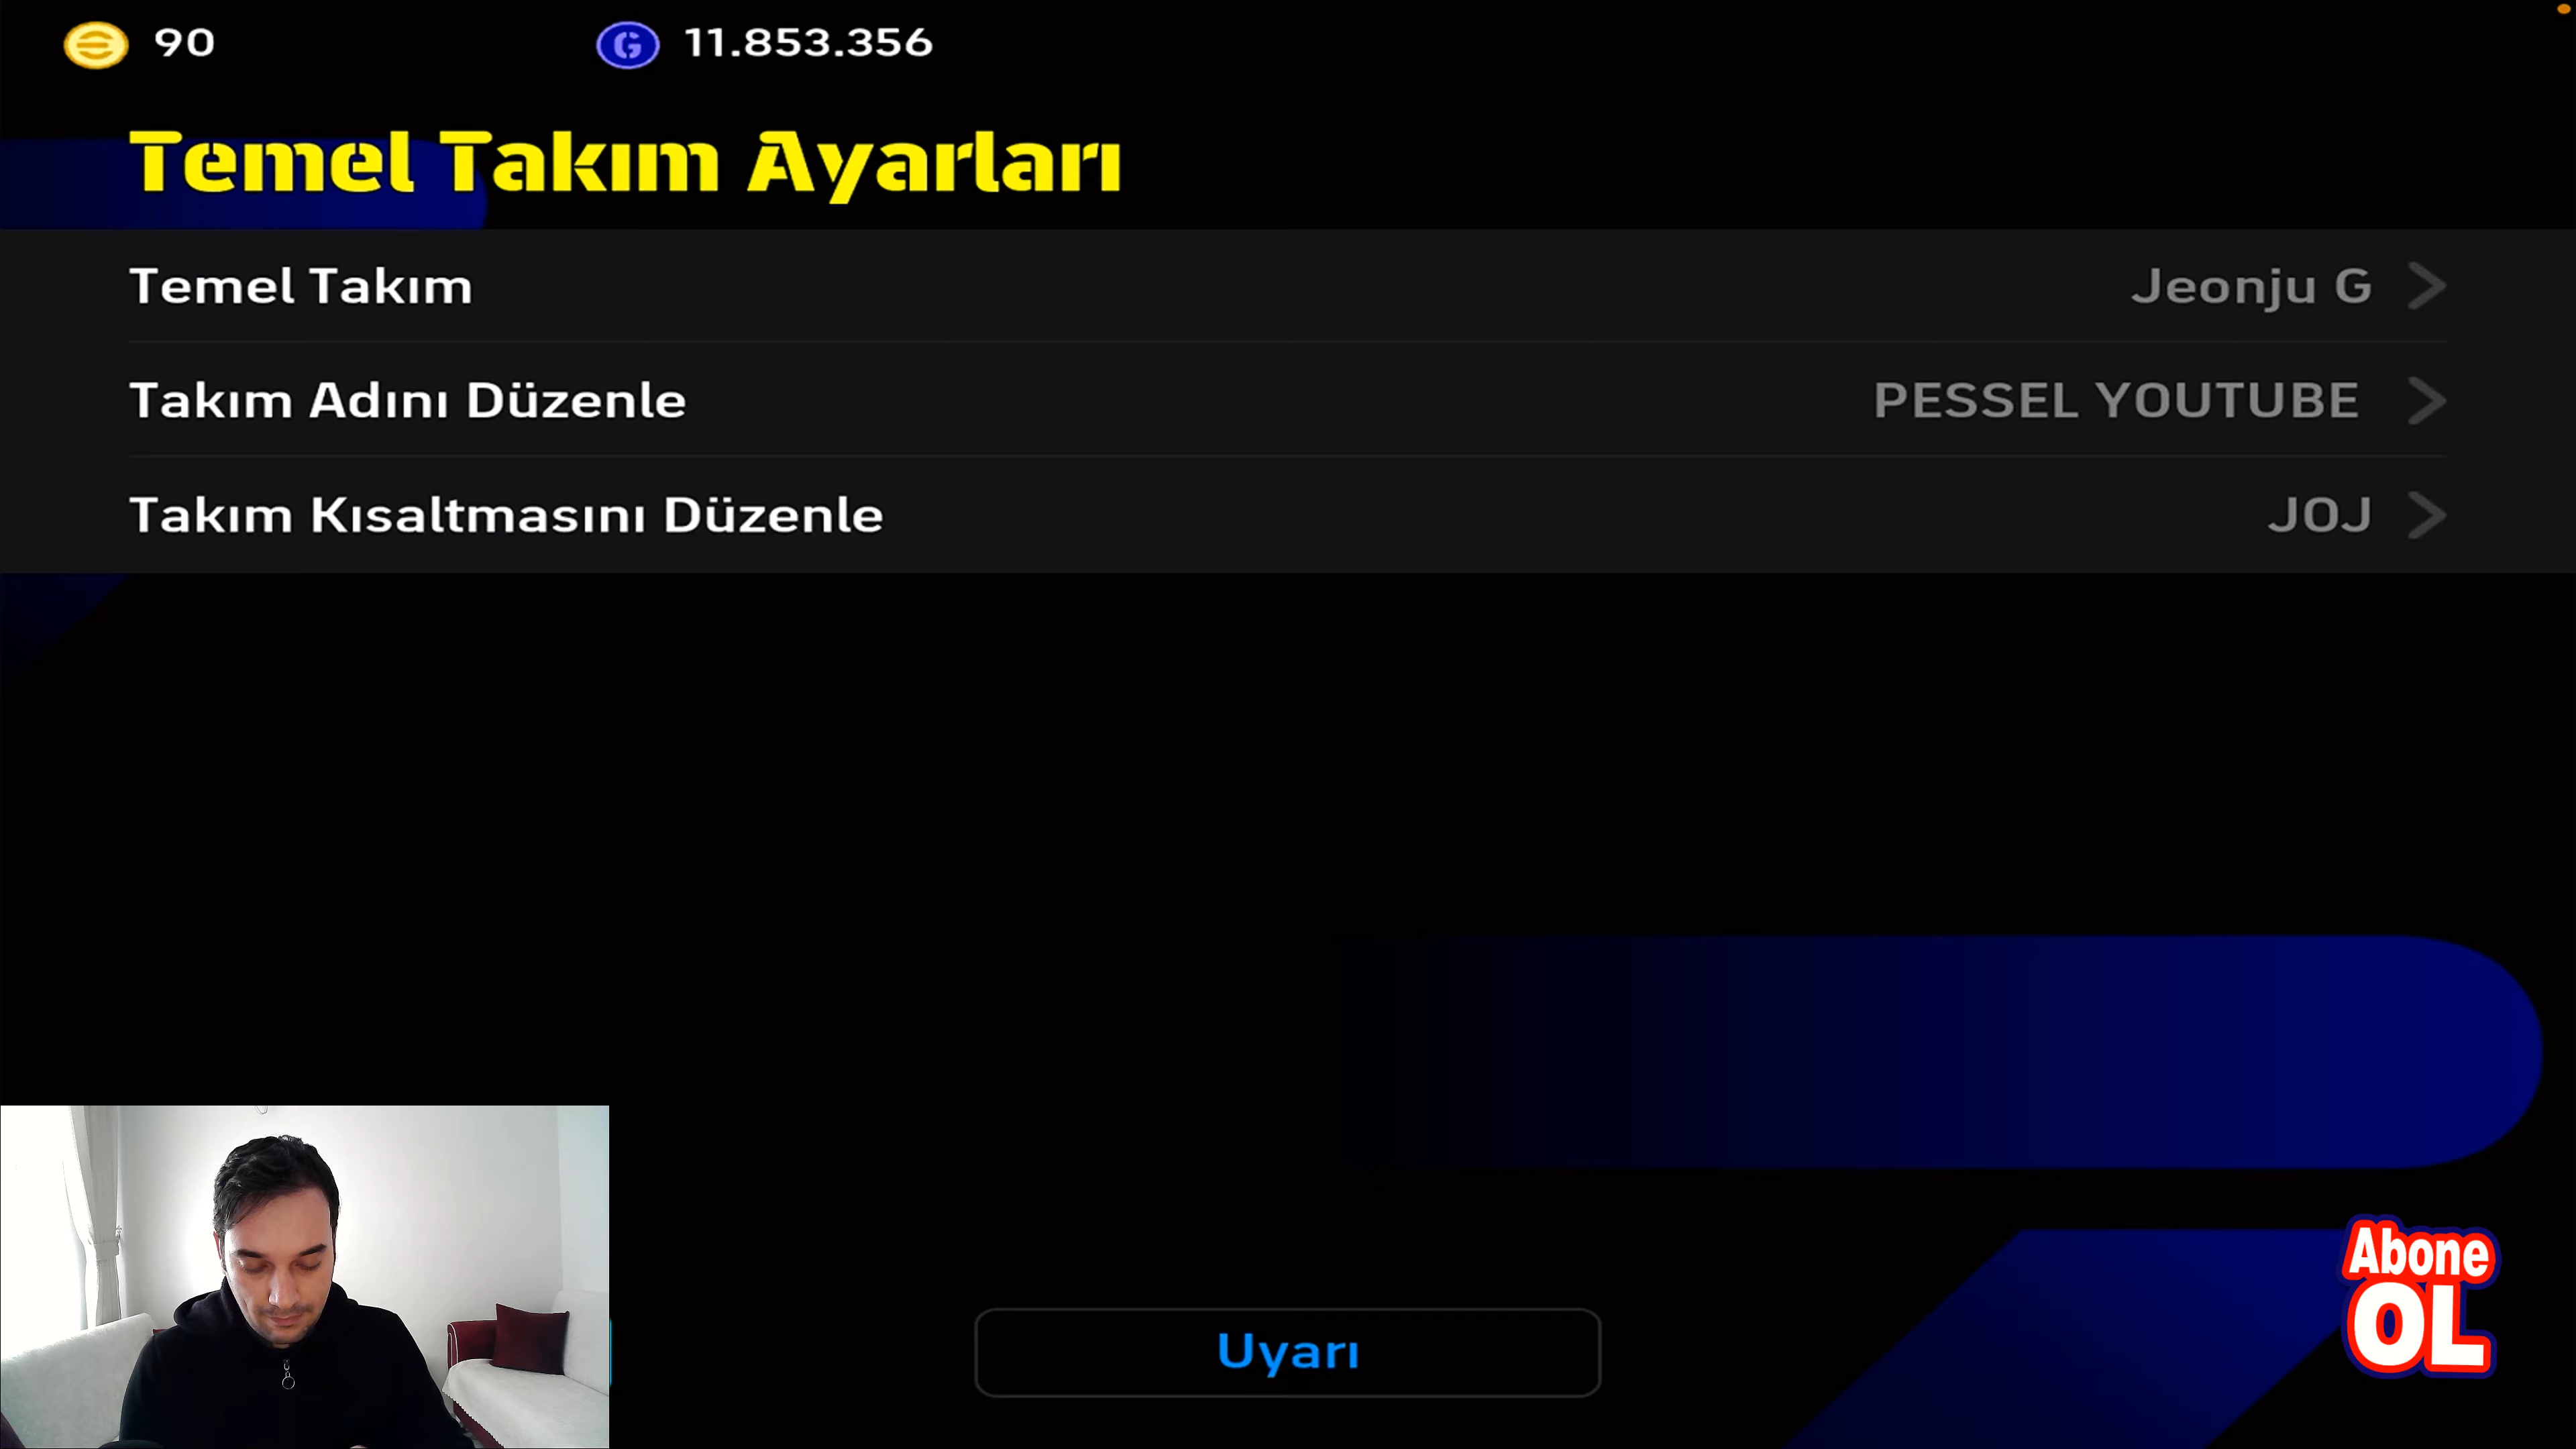 90
11.853.356
Temel Takım Ayarları
Temel Takım Jeonju G
Takım Adını Düzenle PESSEL YOUTUBE
Takım Kısaltmasını Düzenle JOJ
Uyarı
Abone
OL